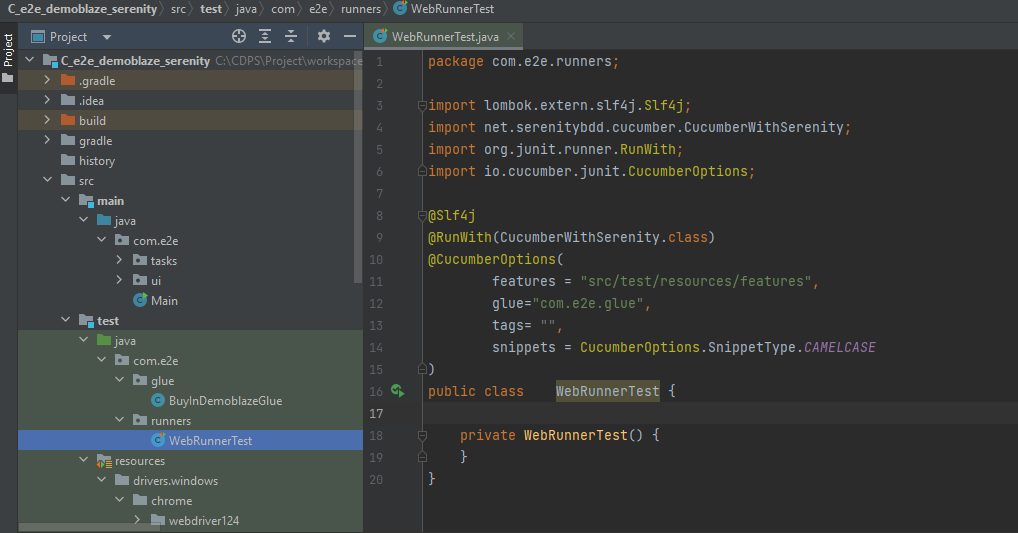 C_e2e_demoblaze_serenity src test java com e2e runners WebRunnerTest
Project
Project
WebRunnerTest.java
C_e2e_demoblaze_serenity C:\CDPS\Project\workspace
.gradle
.idea
build
gradle
history
src
main
java
com.e2e
tasks
ui
Main
test
java
com.e2e
glue
BuyInDemoblazeGlue
runners
WebRunnerTest
resources
drivers.windows
chrome
webdriver124
1 package com.e2e.runners;
2
3 import lombok.extern.slf4j.Slf4j;
4 import net.serenitybdd.cucumber.CucumberWithSerenity;
5 import org.junit.runner.RunWith;
6 import io.cucumber.junit.CucumberOptions;
7
8 @Slf4j
9 @RunWith(CucumberWithSerenity.class)
10 @CucumberOptions(
11 features = "src/test/resources/features",
12 glue="com.e2e.glue",
13 tags= "",
14 snippets = CucumberOptions.SnippetType.CAMELCASE
15 )
16 public class WebRunnerTest {
17
18 private WebRunnerTest() {
19 }
20 }